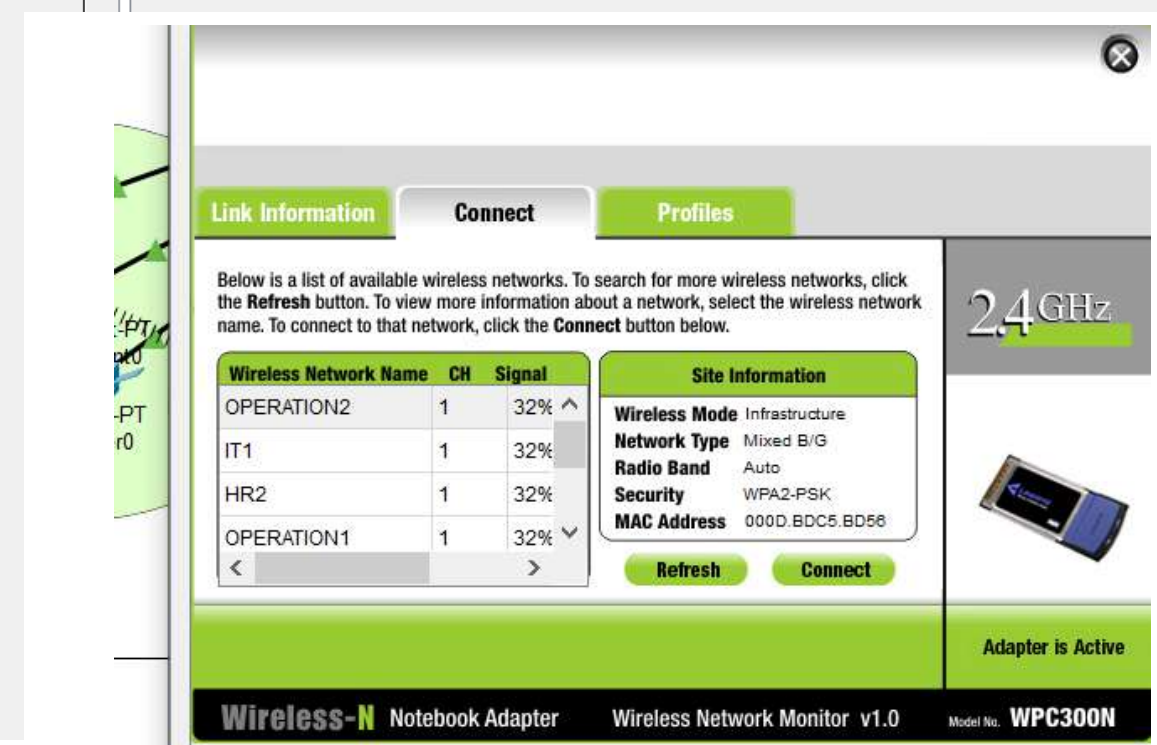 Link Information
Connect
Profiles
Below is a list of available wireless networks. To search for more wireless networks, click
the Refresh button. To view more information about a network, select the wireless network
name. To connect to that network, click the Connect button below.
2.4GHz
Wireless Network Name CH Signal
OPERATION2 1 32%
IT1 1 32%
HR2 1 32%
OPERATION1 1 32%
Site Information
Wireless Mode Infrastructure
Network Type Mixed B/G
Radio Band Auto
Security WPA2-PSK
MAC Address 000D.BDC5.BD56
Refresh
Connect
-PT
-PT
r0
Adapter is Active
Wireless-N Notebook Adapter
Wireless Network Monitor v1.0
Model No. WPC300N